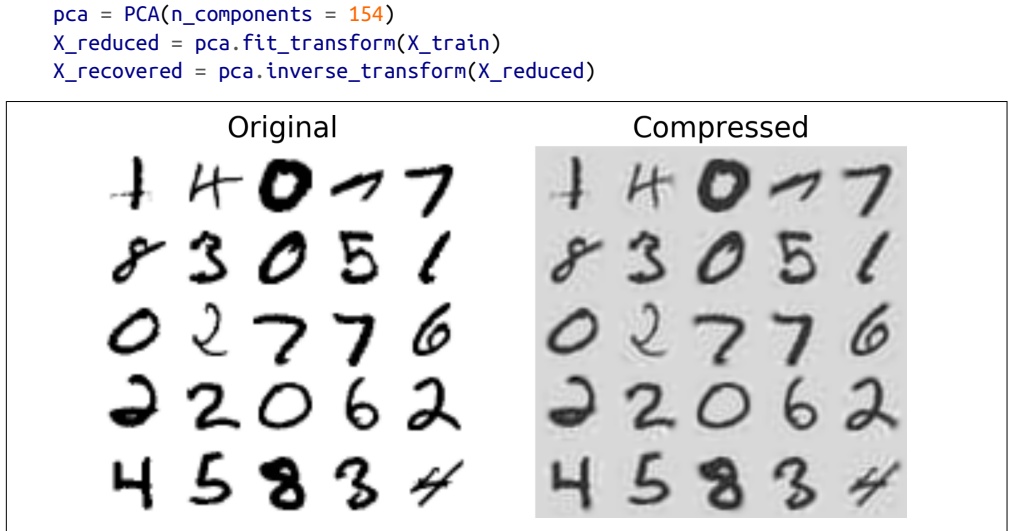 pca = PCA(n_components = 154)
X_reduced = pca.fit_transform(X_train)
X_recovered = pca.inverse_transform(X_reduced)
Original Compressed
1 4 0 7 7 1 4 0 7 7
8 3 0 5 1 8 3 0 5 1
0 2 7 7 6 0 2 7 7 6
2 2 0 6 2 2 2 0 6 2
4 5 8 3 4 4 5 8 3 4